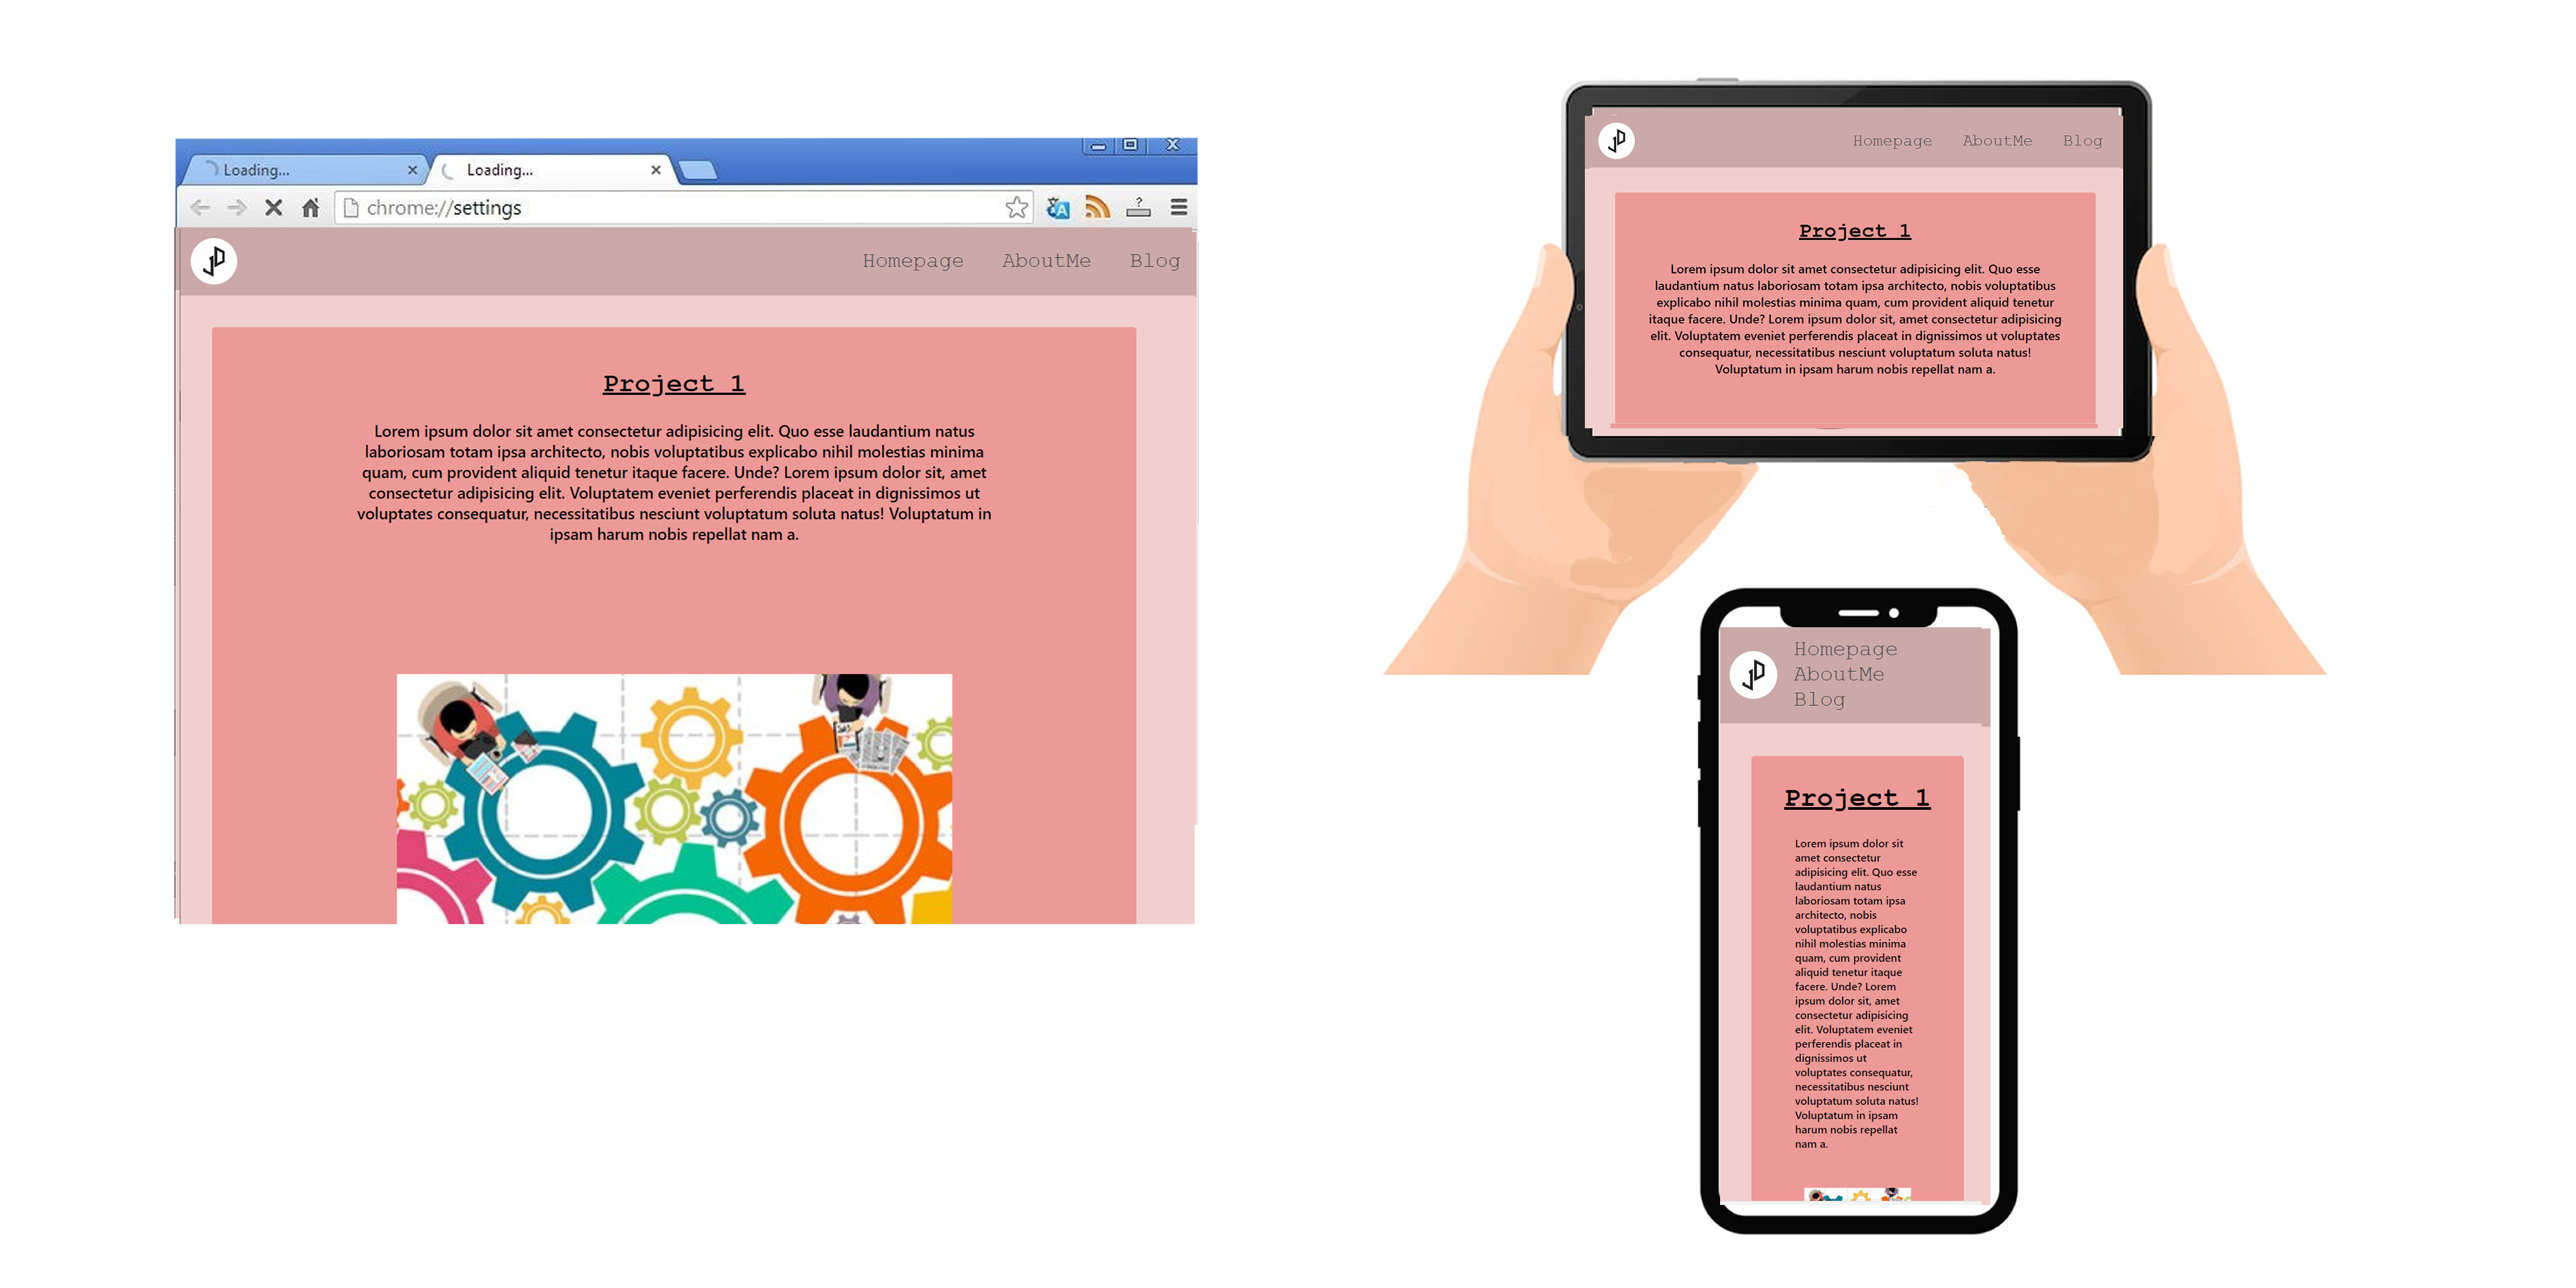 Loading...
Loading...
chrome://settings
Homepage AboutMe Blog
Project 1
Lorem ipsum dolor sit amet consectetur adipisicing elit. Quo esse laudantium natus
laboriosam totam ipsa architecto, nobis voluptatibus explicabo nihil molestias minima
quam, cum provident aliquid tenetur itaque facere. Unde? Lorem ipsum dolor sit, amet
consectetur adipisicing elit. Voluptatem eveniet perferendis placeat in dignissimos ut
voluptates consequatur, necessitatibus nesciunt voluptatum soluta natus! Voluptatum in
ipsam harum nobis repellat nam a.
Homepage AboutMe Blog
Project 1
Lorem ipsum dolor sit amet consectetur adipisicing elit. Quo esse
laudantium natus laboriosam totam ipsa architecto, nobis voluptatibus
explicabo nihil molestias minima quam, cum provident aliquid tenetur
itaque facere. Unde? Lorem ipsum dolor sit, amet consectetur adipisicing
elit. Voluptatem eveniet perferendis placeat in dignissimos ut voluptates
consequatur, necessitatibus nesciunt voluptatum soluta natus!
Voluptatum in ipsam harum nobis repellat nam a.
Homepage
AboutMe
Blog
Project 1
Lorem ipsum dolor sit
amet consectetur
adipisicing elit. Quo esse
laudantium natus
laboriosam totam ipsa
architecto, nobis
voluptatibus explicabo
nihil molestias minima
quam, cum provident
aliquid tenetur itaque
facere. Unde? Lorem
ipsum dolor sit, amet
consectetur adipisicing
elit. Voluptatem eveniet
perferendis placeat in
dignissimos ut
voluptates consequatur,
necessitatibus nesciunt
voluptatum soluta natus!
Voluptatum in ipsam
harum nobis repellat
nam a.